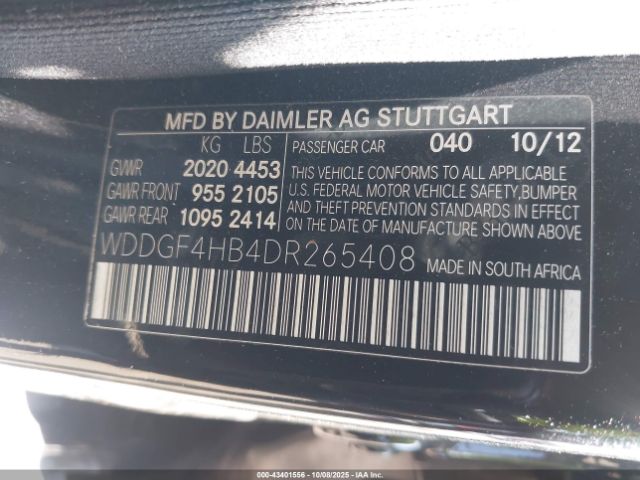 MFD BY DAIMLER AG STUTTGART
KG LBS
GVWR 2020 4453
GAWR FRONT 955 2105
GAWR REAR 1095 2414
PASSENGER CAR 040 10/12
THIS VEHICLE CONFORMS TO ALL APPLICABLE
U.S. FEDERAL MOTOR VEHICLE SAFETY, BUMPER
AND THEFT PREVENTION STANDARDS IN EFFECT
ON THE DATE OF MANUFACTURE SHOWN ABOVE.
WDDGF4HB4DR265408 MADE IN SOUTH AFRICA
000-43401556 - 10/08/2025 - COPYRIGHT IAA, LLC